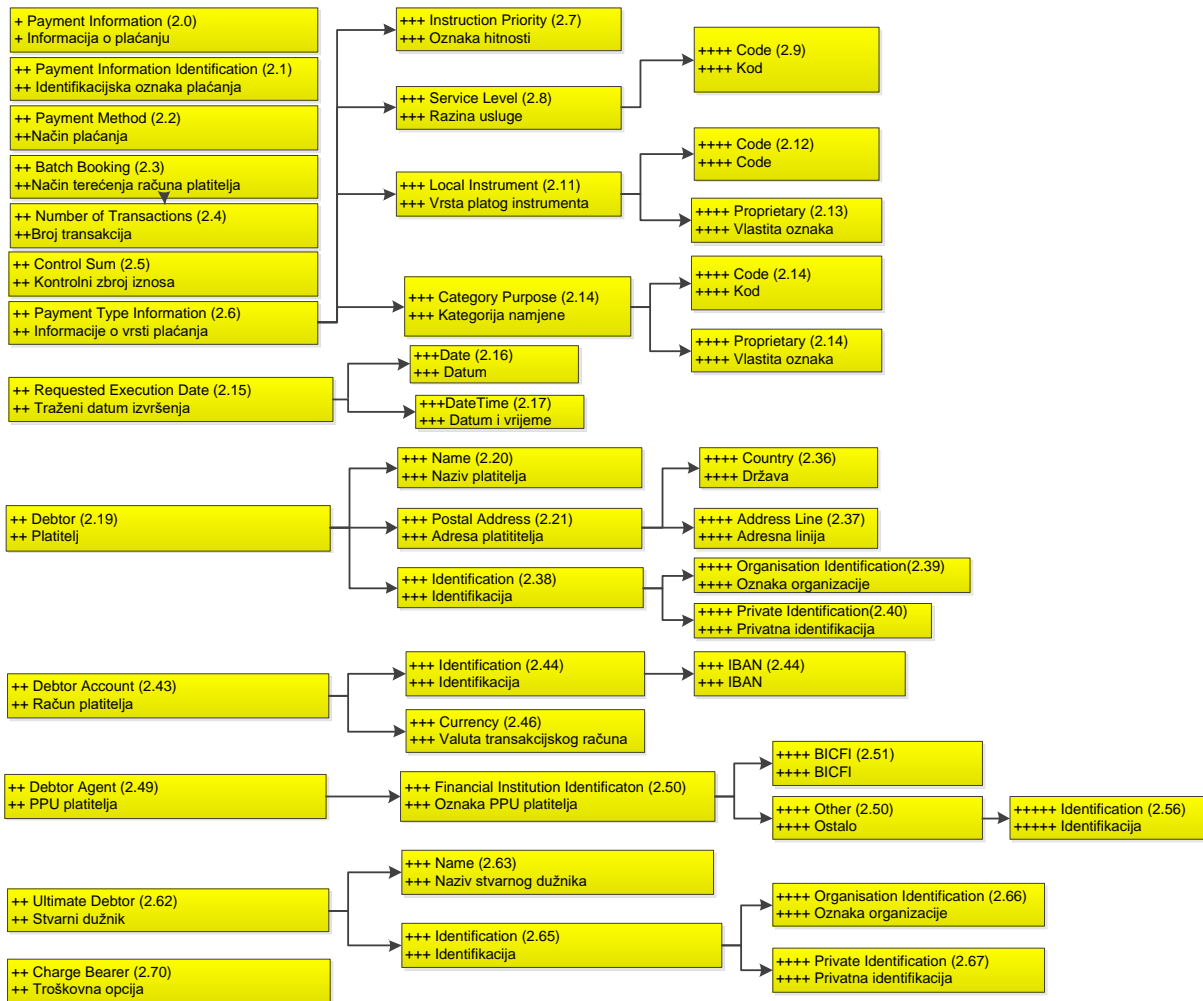 + Payment Information (2.0)
+ Informacija o plaćanju
++ Payment Information Identification (2.1)
++ Identifikacijska oznaka plaćanja
++ Payment Method (2.2)
++Način plaćanja
++ Batch Booking (2.3)
++Način terećenja računa platitelja
++ Number of Transactions (2.4)
++Broj transakcija
++ Control Sum (2.5)
++ Kontrolni zbroj iznosa
++ Payment Type Information (2.6)
++ Informacije o vrsti plaćanja
+++ Instruction Priority (2.7)
+++ Oznaka hitnosti
+++ Service Level (2.8)
+++ Razina usluge
++++ Code (2.9)
++++ Kod
+++ Local Instrument (2.11)
+++ Vrsta platog instrumenta
++++ Code (2.12)
++++ Code
++++ Proprietary (2.13)
++++ Vlastita oznaka
+++ Category Purpose (2.14)
+++ Kategorija namjene
++++ Code (2.14)
++++ Kod
++++ Proprietary (2.14)
++++ Vlastita oznaka
++ Requested Execution Date (2.15)
++ Traženi datum izvršenja
+++Date (2.16)
+++ Datum
+++DateTime (2.17)
+++ Datum i vrijeme
++ Debtor (2.19)
++ Platitelj
+++ Name (2.20)
+++ Naziv platitelja
+++ Postal Address (2.21)
+++ Adresa platititelja
++++ Country (2.36)
++++ Država
++++ Address Line (2.37)
++++ Adresna linija
+++ Identification (2.38)
+++ Identifikacija
++++ Organisation Identification(2.39)
++++ Oznaka organizacije
++++ Private Identification(2.40)
++++ Privatna identifikacija
++ Debtor Account (2.43)
++ Račun platitelja
+++ Identification (2.44)
+++ Identifikacija
+++ IBAN (2.44)
+++ IBAN
+++ Currency (2.46)
+++ Valuta transakcijskog računa
++ Debtor Agent (2.49)
++ PPU platitelja
+++ Financial Institution Identificaton (2.50)
+++ Oznaka PPU platitelja
++++ BICFI (2.51)
++++ BICFI
++++ Other (2.50)
++++ Ostalo
+++++ Identification (2.56)
+++++ Identifikacija
++ Ultimate Debtor (2.62)
++ Stvarni dužnik
+++ Name (2.63)
+++ Naziv stvarnog dužnika
+++ Identification (2.65)
+++ Identifikacija
++++ Organisation Identification (2.66)
++++ Oznaka organizacije
++++ Private Identification (2.67)
++++ Privatna identifikacija
++ Charge Bearer (2.70)
++ Troškovna opcija